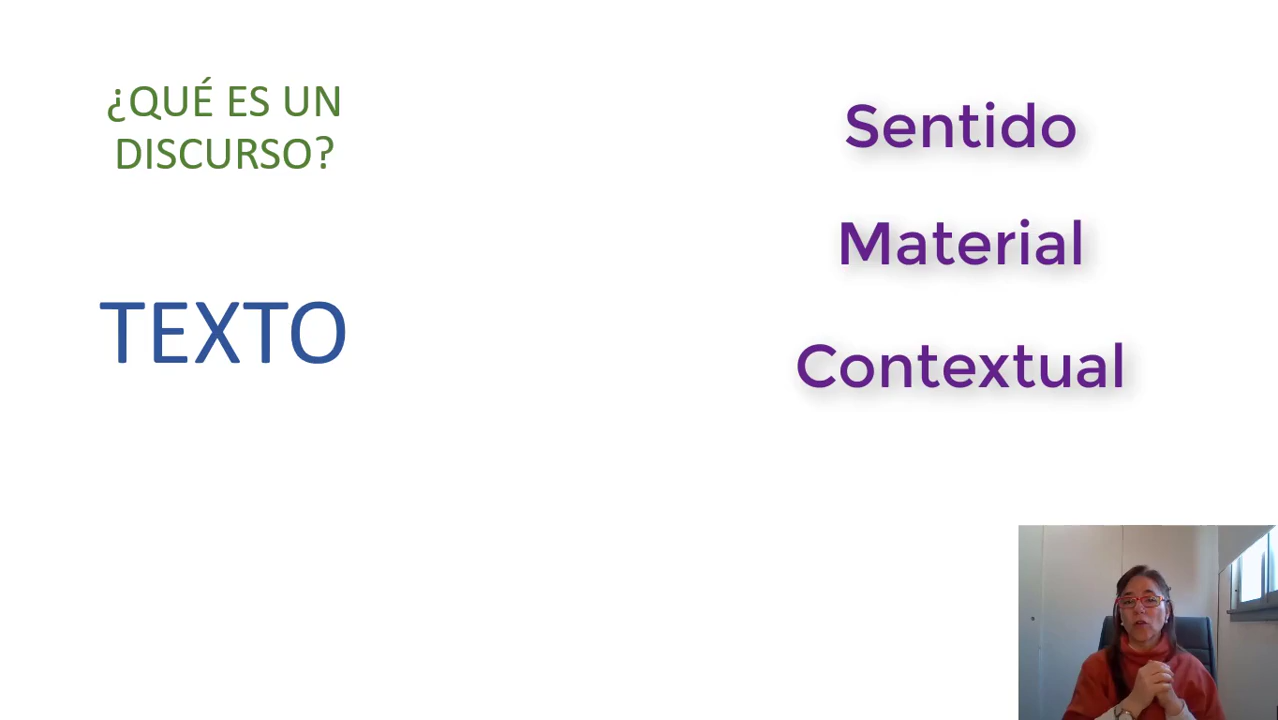 ¿QUÉ ES UN
DISCURSO?
TEXTO
Sentido
Material
Contextual